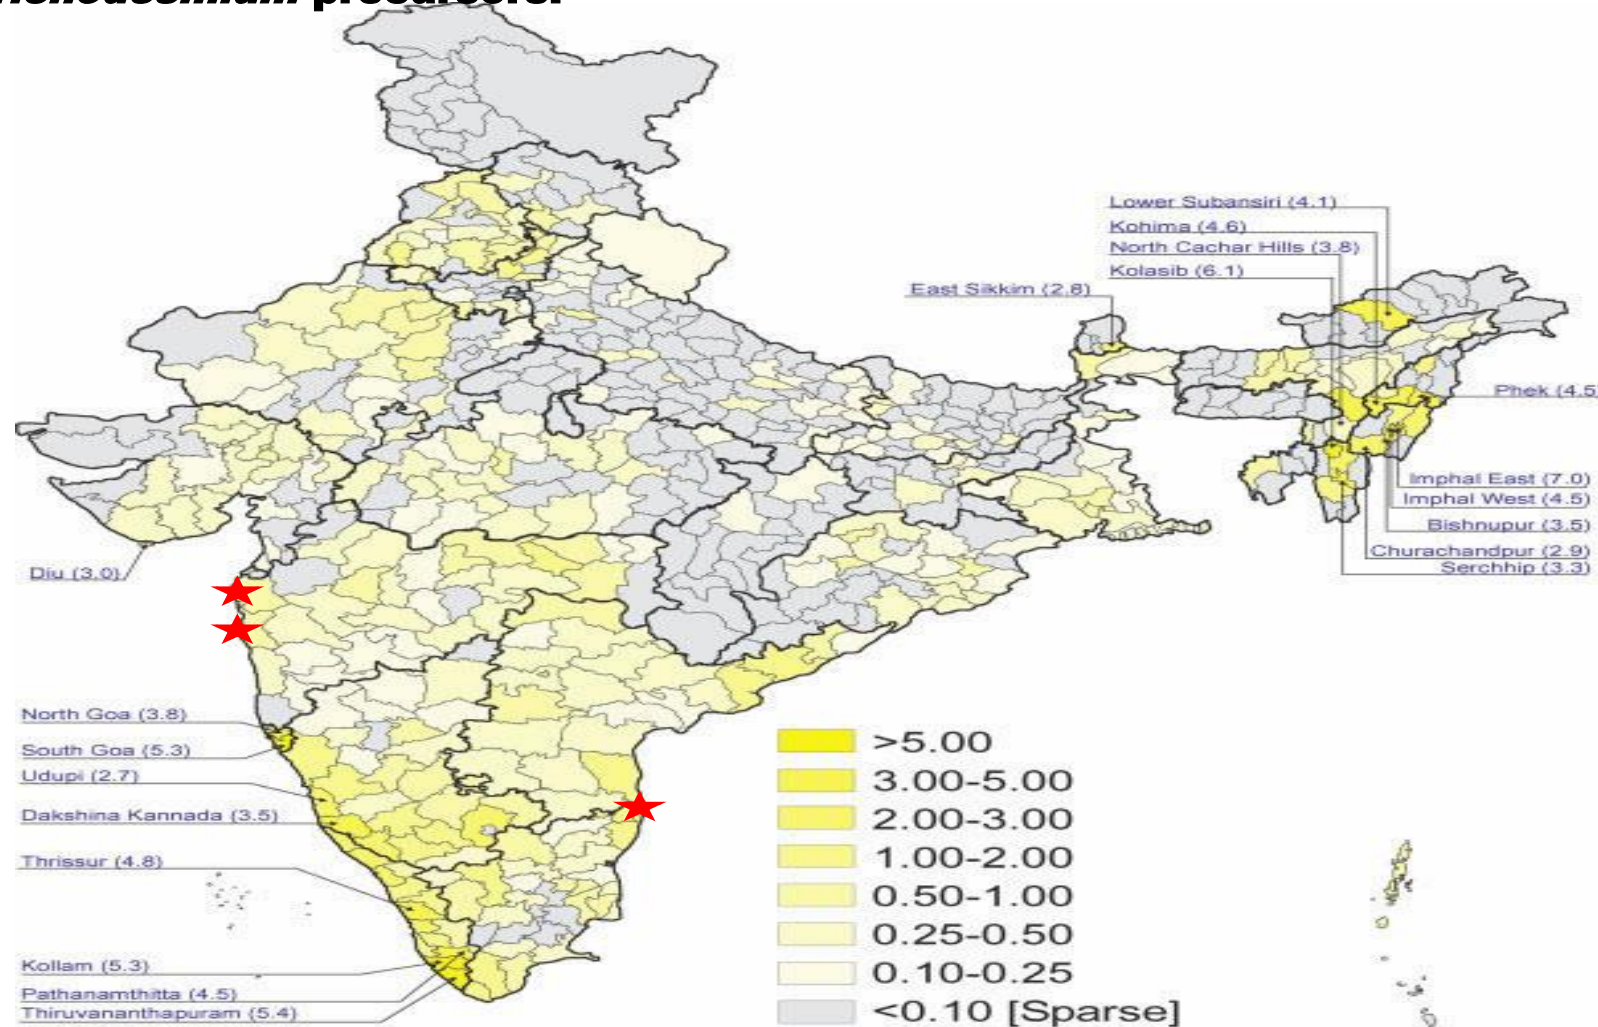 precursors.
Lower Subansiri (4.1)
Kohima (4.6)
North Cachar Hills (3.8)
Kolasib (6.1)
East Sikkim (2.8)
Phek (4.5)
Imphal East (7.0)
Imphal West (4.5)
Bishnupur (3.5)
Churachandpur (2.9)
Serchhip (3.3)
Diu (3.0)
North Goa (3.8)
South Goa (5.3)
Udupi (2.7)
Dakshina Kannada (3.5)
Thrissur (4.8)
Kollam (5.3)
Pathanamthitta (4.5)
Thiruvananthapuram (5.4)
>5.00
3.00-5.00
2.00-3.00
1.00-2.00
0.50-1.00
0.25-0.50
0.10-0.25
<0.10 [Sparse]